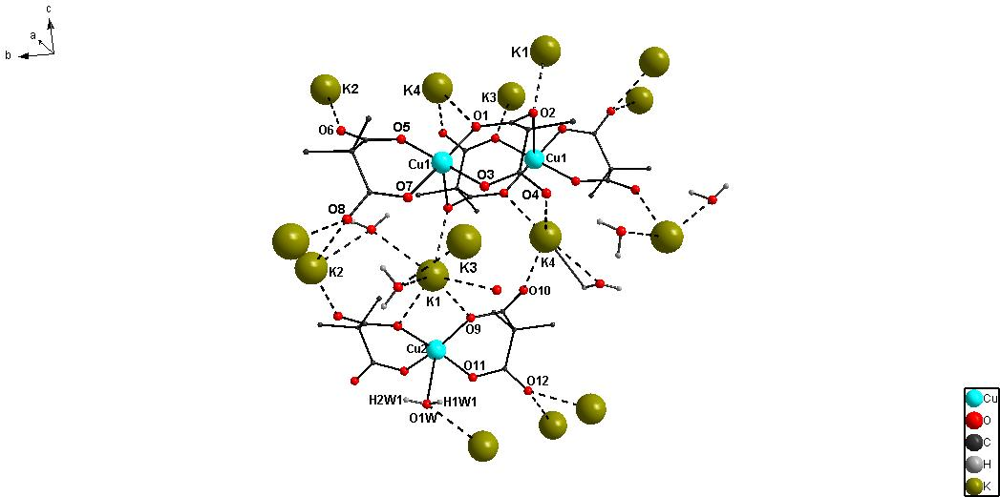 c
a
b
K1
K2
K4
K3
O1
O2
O6
O5
Cu1
Cu1
O3
O7
O4
O8
K2
K3
K4
K1
O10
O9
Cu2
O11
O12
H2W1
H1W1
O1W
Cu
O
C
H
K